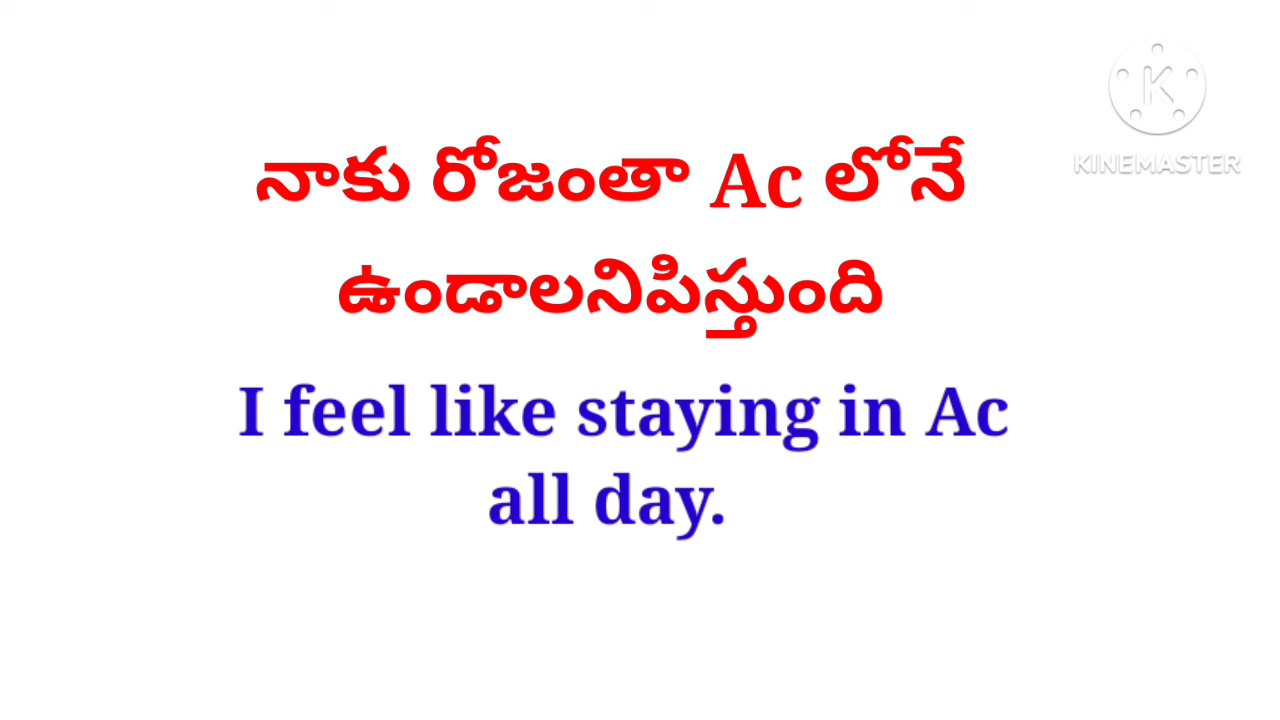 KINEMASTER
నాకు రోజంతా Ac లోనే
ఉండాలనిపిస్తుంది
I feel like staying in Ac
all day.